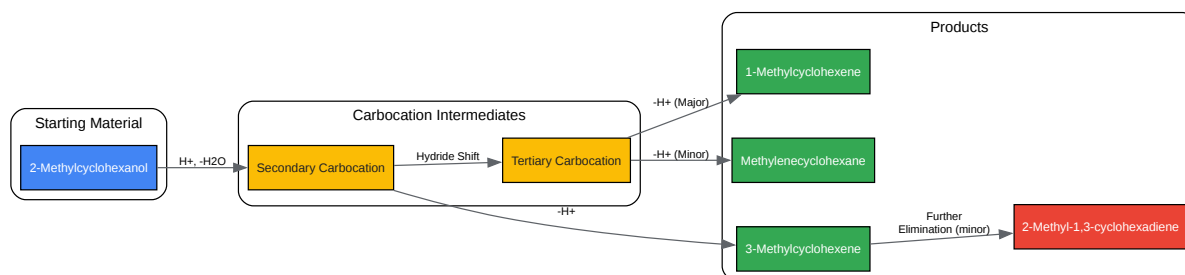 Products
1-Methylcyclohexene
-H+ (Major)
Starting Material
Carbocation Intermediates
2-Methylcyclohexanol
H+, -H2O
Secondary Carbocation
Hydride Shift
Tertiary Carbocation
-H+ (Minor)
Methylenecyclohexane
-H+
3-Methylcyclohexene
Further
Elimination (minor)
2-Methyl-1,3-cyclohexadiene